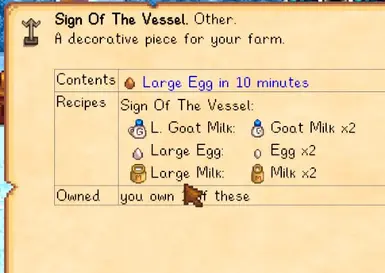 Sign Of The Vessel. Other.
A decorative piece for your farm.
Contents Large Egg in 10 minutes
Recipes Sign Of The Vessel:
L. Goat Milk: Goat Milk x2
Large Egg: Egg x2
Large Milk: Milk x2
Owned you own of these